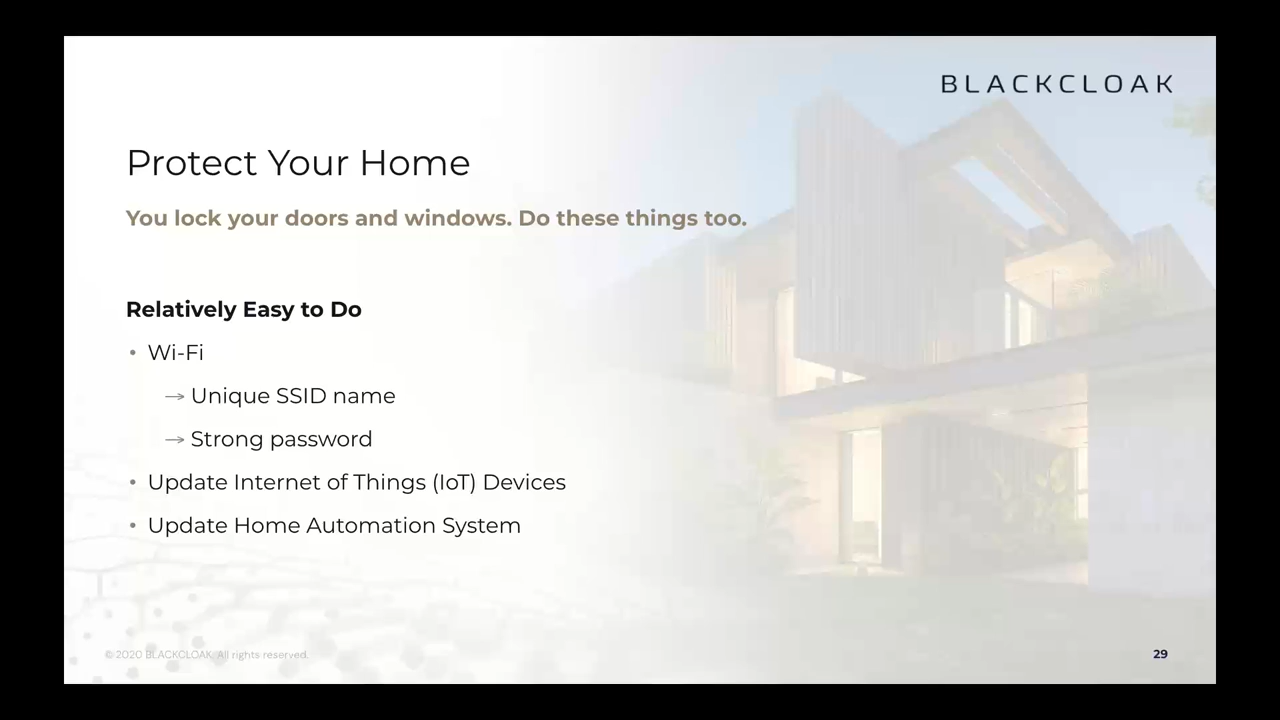 BLACKCLOAK
Protect Your Home
You lock your doors and windows. Do these things too.
Relatively Easy to Do
• Wi-Fi
→ Unique SSID name
→ Strong password
• Update Internet of Things (IoT) Devices
• Update Home Automation System
© 2020 BLACKCLOAK. All rights reserved.
29